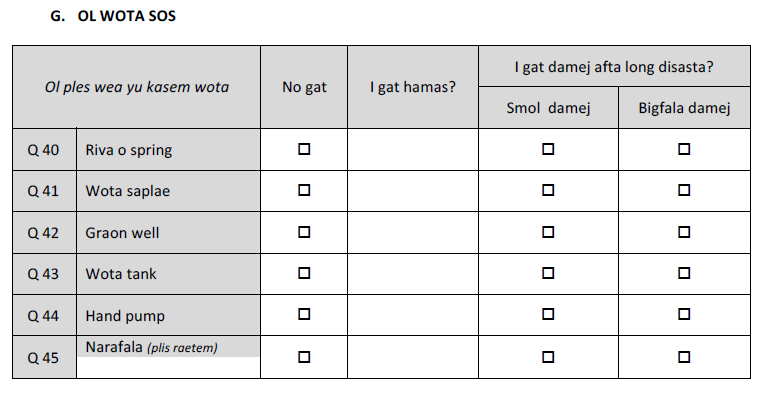 G. OL WOTA SOS
Ol ples wea yu kasem wota No gat I gat hamas? I gat damej afta long disasta?
Smol damej Bigfala damej
Q 40 Riva o spring ☐ ☐ ☐
Q 41 Wota saplae ☐ ☐ ☐
Q 42 Graon well ☐ ☐ ☐
Q 43 Wota tank ☐ ☐ ☐
Q 44 Hand pump ☐ ☐ ☐
Q 45 Narafala (plis raetem) ☐ ☐ ☐